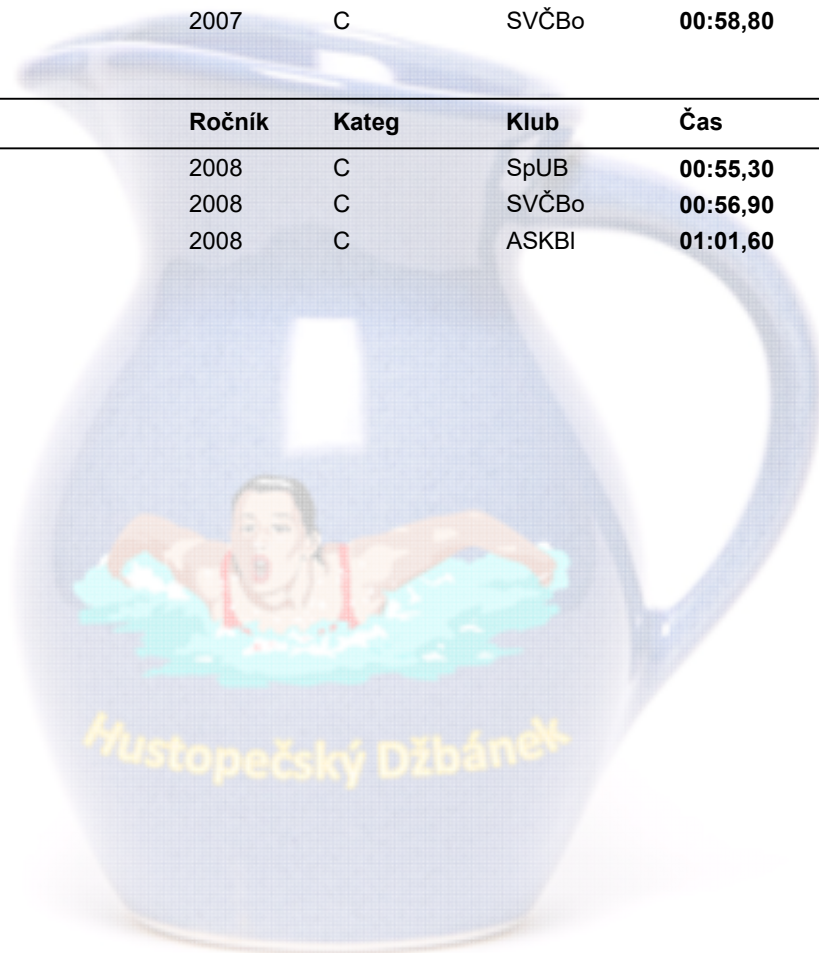 2007 C SVČBo 00:58,80
Ročník Kateg Klub Čas
2008 C SpUB 00:55,30
2008 C SVČBo 00:56,90
2008 C ASKBl 01:01,60
Hustopečský Džbánek